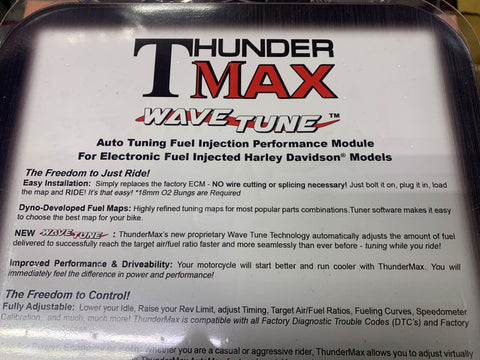 THUNDER
MAX
WAVE TUNE™
Auto Tuning Fuel Injection Performance Module
For Electronic Fuel Injected Harley Davidson® Models
The Freedom to Just Ride!
Easy Installation: Simply replaces the factory ECM - NO wire cutting or splicing necessary! Just bolt it on, plug it in, load
the map and RIDE! It's that easy! *18mm O2 Bungs are Required
Dyno-Developed Fuel Maps: Highly refined tuning maps for most popular parts combinations.Tuner software makes it easy
to choose the best map for your bike.
NEW WAVE TUNE : ThunderMax's new proprietary Wave Tune Technology automatically adjusts the amount of fuel
delivered to successfully reach the target air/fuel ratio faster and more seamlessly than ever before - tuning while you ride!
Improved Performance & Driveability: Your motorcycle will start better and run cooler with ThunderMax. You will
immediately feel the difference in power and performance!
The Freedom to Control!
Fully Adjustable: Lower your Idle, Raise your Rev Limit, adjust Timing, Target Air/Fuel Ratios, Fueling Curves, Speedometer
Calibration, and much, much more! ThunderMax is compatible with all Factory Diagnostic Trouble Codes (DTC's) and Factory
Whether you are a casual or aggressive rider, ThunderMax allows you to adjust virtually